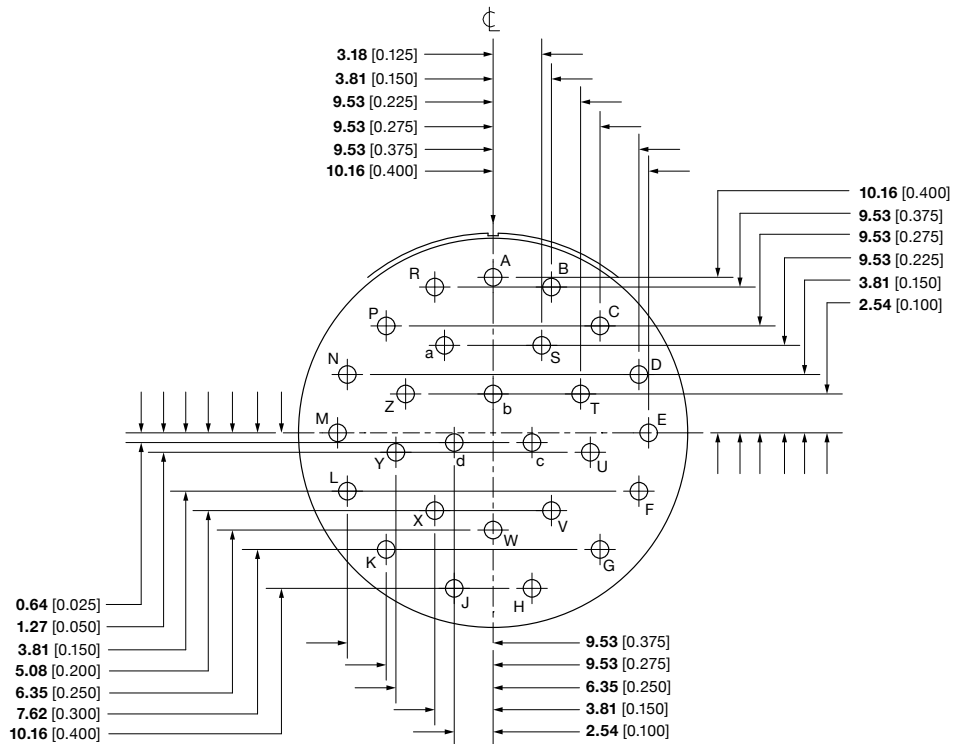 ℄
3.18 [0.125]
3.81 [0.150]
9.53 [0.225]
9.53 [0.275]
9.53 [0.375]
10.16 [0.400]
10.16 [0.400]
9.53 [0.375]
9.53 [0.275]
9.53 [0.225]
3.81 [0.150]
2.54 [0.100]
A
R
B
P
C
a
S
N
D
Z
b
T
M
E
Y
d
c
U
L
F
X
V
W
K
G
J
H
0.64 [0.025]
1.27 [0.050]
3.81 [0.150]
5.08 [0.200]
6.35 [0.250]
7.62 [0.300]
10.16 [0.400]
9.53 [0.375]
9.53 [0.275]
6.35 [0.250]
3.81 [0.150]
2.54 [0.100]